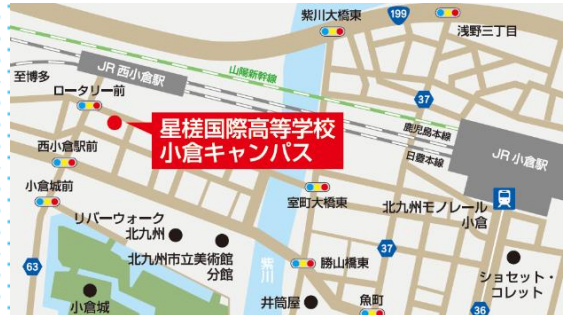 紫川大橋東
199
浅野三丁目
JR 西小倉駅
山陽新幹線
至博多
ロータリー前
37
星槎国際高等学校
小倉キャンパス
鹿児島本線
日豊本線
JR 小倉駅
西小倉駅前
小倉城前
室町大橋東
北九州モノレール
小倉
リバーウォーク
北九州
北九州市立美術館
分館
紫川
37
勝山橋東
63
ショセット・
コレット
小倉城
井筒屋
魚町
36